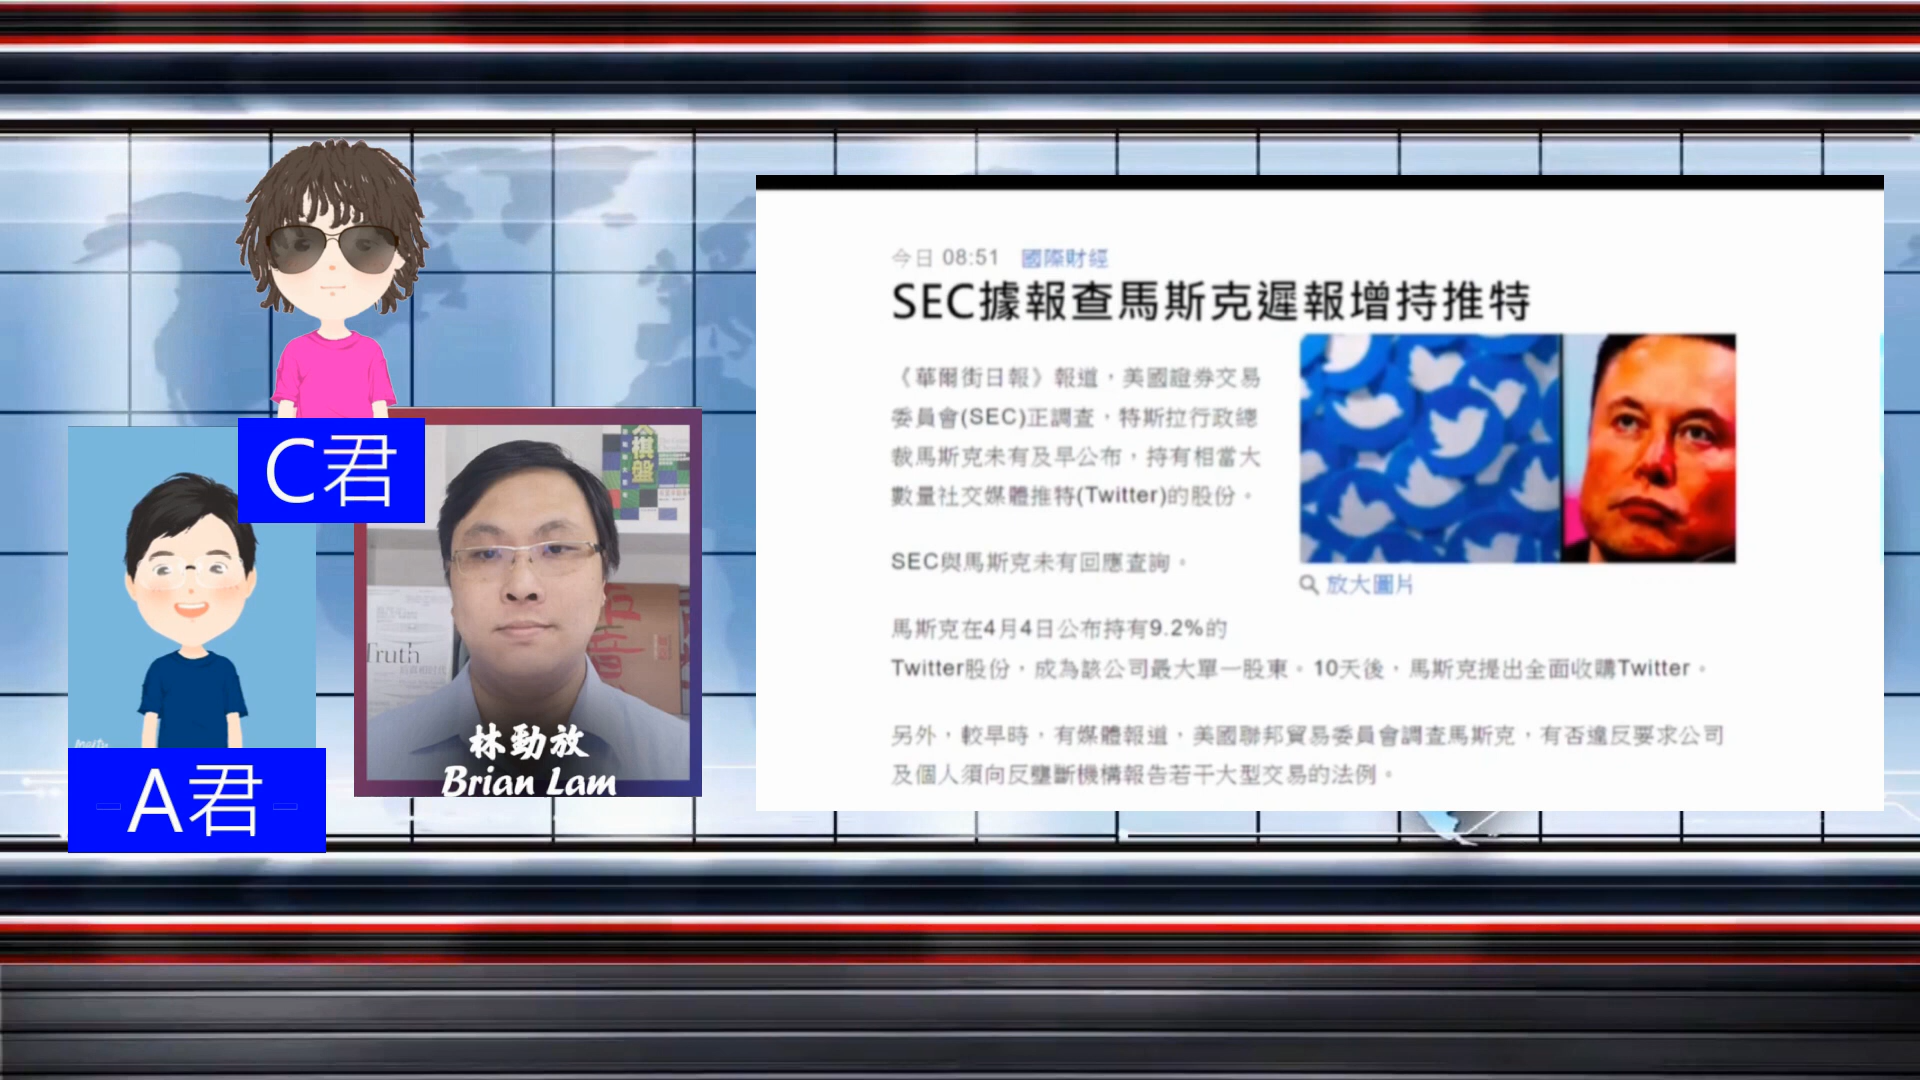 C君
A君
棋盤
Truth
林勁放
Brian Lam
今日 08:51 國際財經
SEC據報查馬斯克遲報增持推特
《華爾街日報》報道，美國證券交易
委員會(SEC)正調查，特斯拉行政總
裁馬斯克未有及早公布，持有相當大
數量社交媒體推特(Twitter)的股份。
SEC與馬斯克未有回應查詢。
放大圖片
馬斯克在4月4日公布持有9.2%的
Twitter股份，成為該公司最大單一股東。10天後，馬斯克提出全面收購Twitter。
另外，較早時，有媒體報道，美國聯邦貿易委員會調查馬斯克，有否違反要求公司
及個人須向反壟斷機構報告若干大型交易的法例。